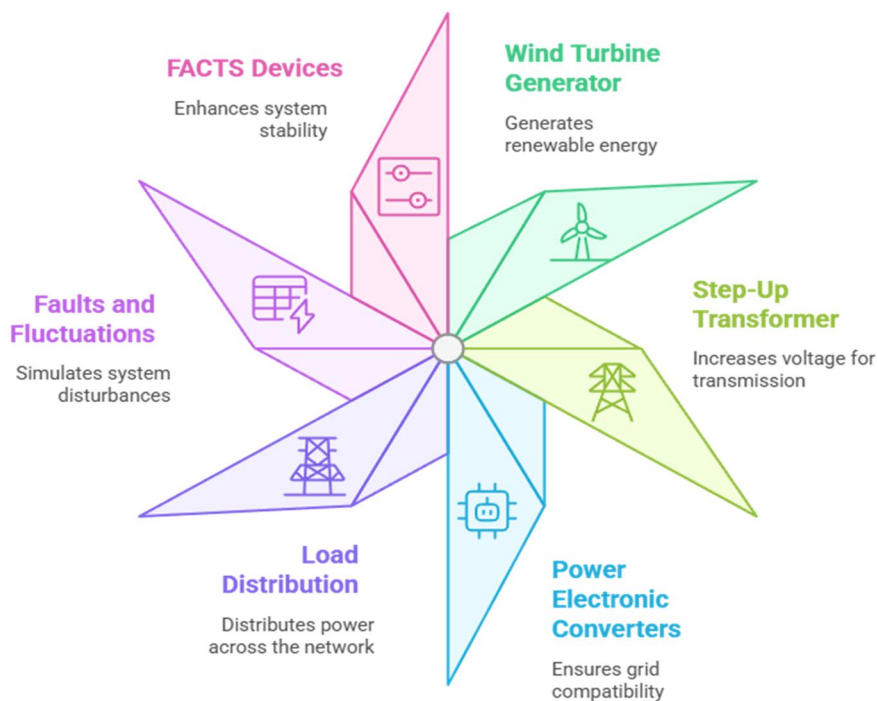 FACTS Devices
Enhances system
stability
Wind Turbine
Generator
Generates
renewable energy
Step-Up
Transformer
Increases voltage for
transmission
Power
Electronic
Converters
Ensures grid
compatibility
Load
Distribution
Distributes power
across the network
Faults and
Fluctuations
Simulates system
disturbances